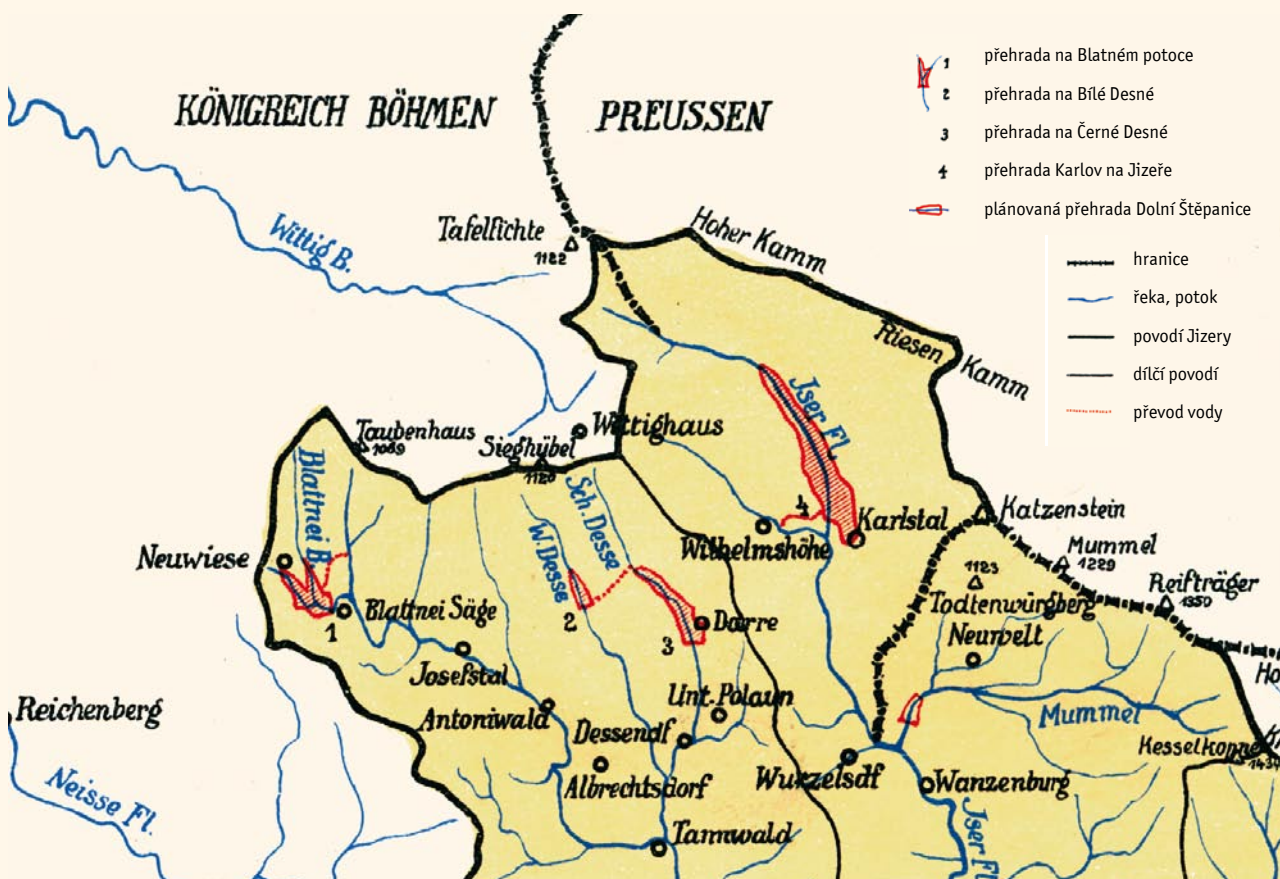 KÖNIGREICH BÖHMEN
PREUSSEN
1 přehrada na Blatném potoce
2 přehrada na Bílé Desné
3 přehrada na Černé Desné
4 přehrada Karlov na Jizeře
plánovaná přehrada Dolní Štěpanice
hranice
řeka, potok
povodí Jizery
dílčí povodí
převod vody
Wittig B.
Tafelfichte
1122
Hoher Kamm
Riesen Kamm
Iser Fl.
Taubenhaus
1069
Sieghübel
1120
Wittighaus
Blattnei B.
Sch. Desse
W. Desse
Neuwiese
1
Blattnei Säge
2
3
Darre
4
Wilhelmshöhe
Karlstal
Katzenstein
Mummel
1229
Reifträger
1350
1123
Todtenwürgberg
Neuwelt
Josefstal
Antoniwald
Unt. Polaun
Dessendf
Albrechtsdorf
Tannwald
Wurzelsdf
Wanzenburg
Mummel
Kesselkoppe
1434
Ho
Iser Fl
Reichenberg
Neisse Fl.